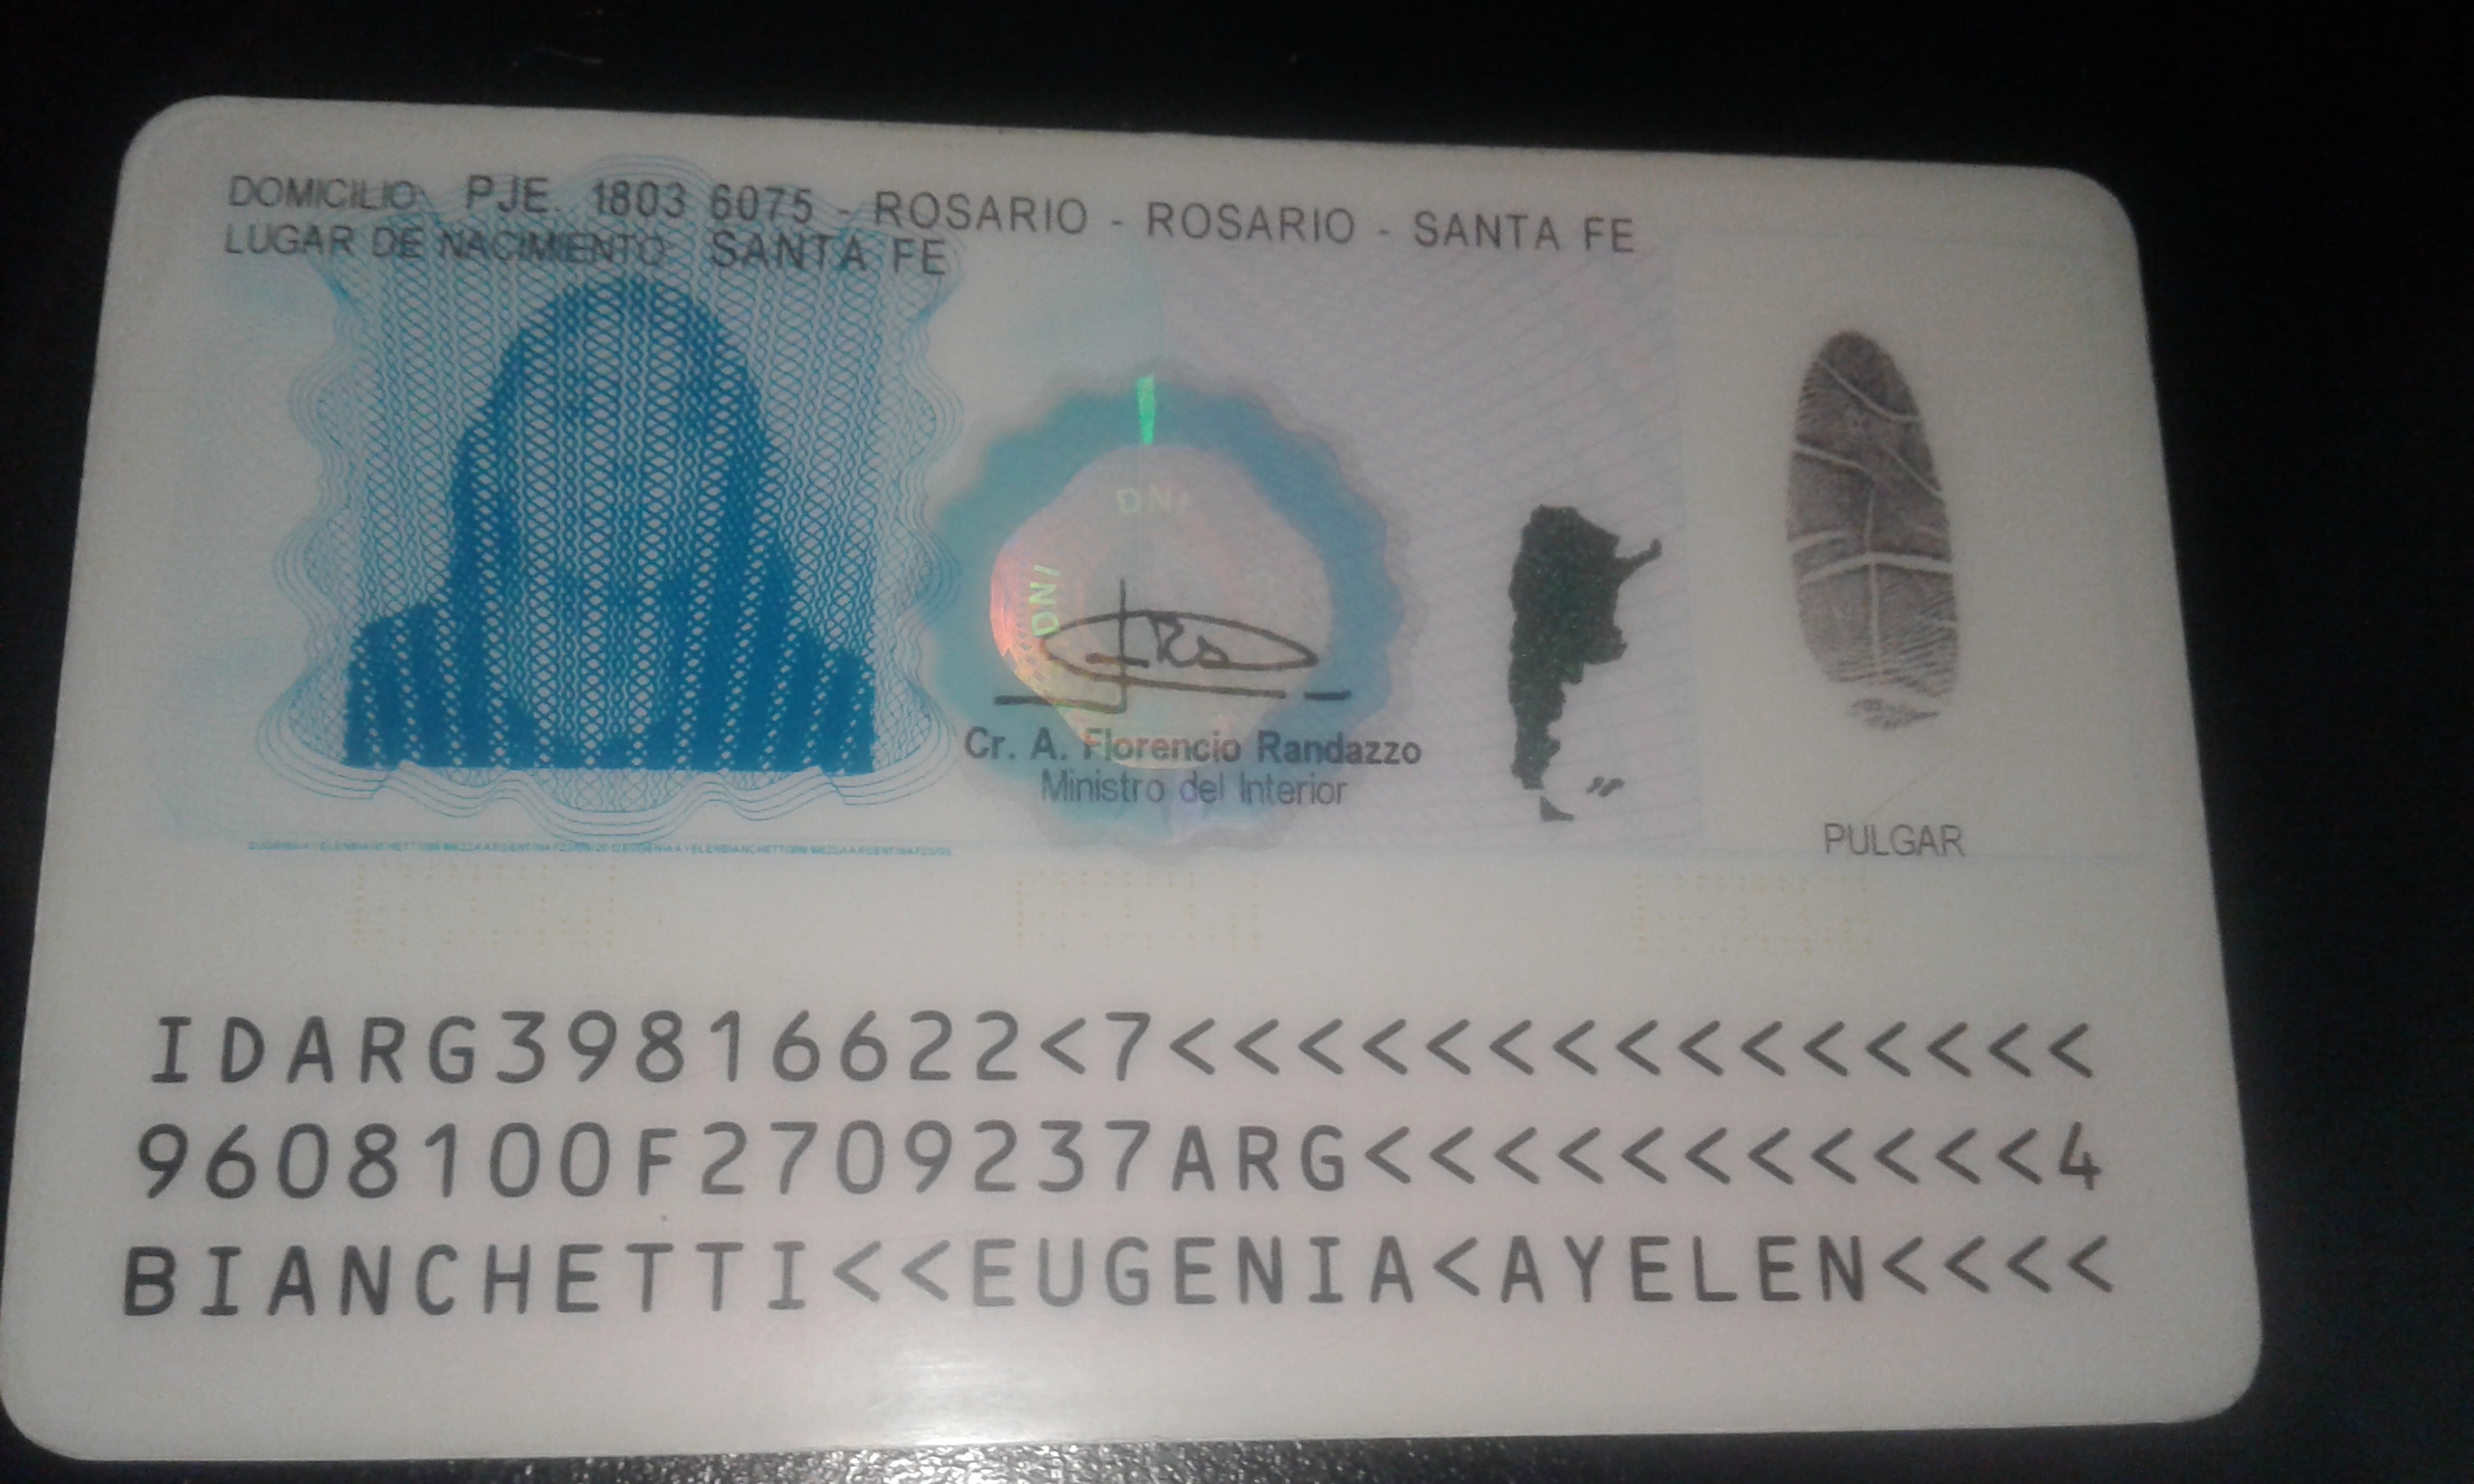 DOMICILIO: PJE. 1803 6075 - ROSARIO - ROSARIO - SANTA FE
LUGAR DE NACIMIENTO: SANTA FE
DNI
DNI
Cr. A. Florencio Randazzo
Ministro del Interior
PULGAR
IDARG39816622<7<<<<<<<<<<<<<<<
9608100F2709237ARG<<<<<<<<<<<4
BIANCHETTI<<EUGENIA<AYELEN<<<<